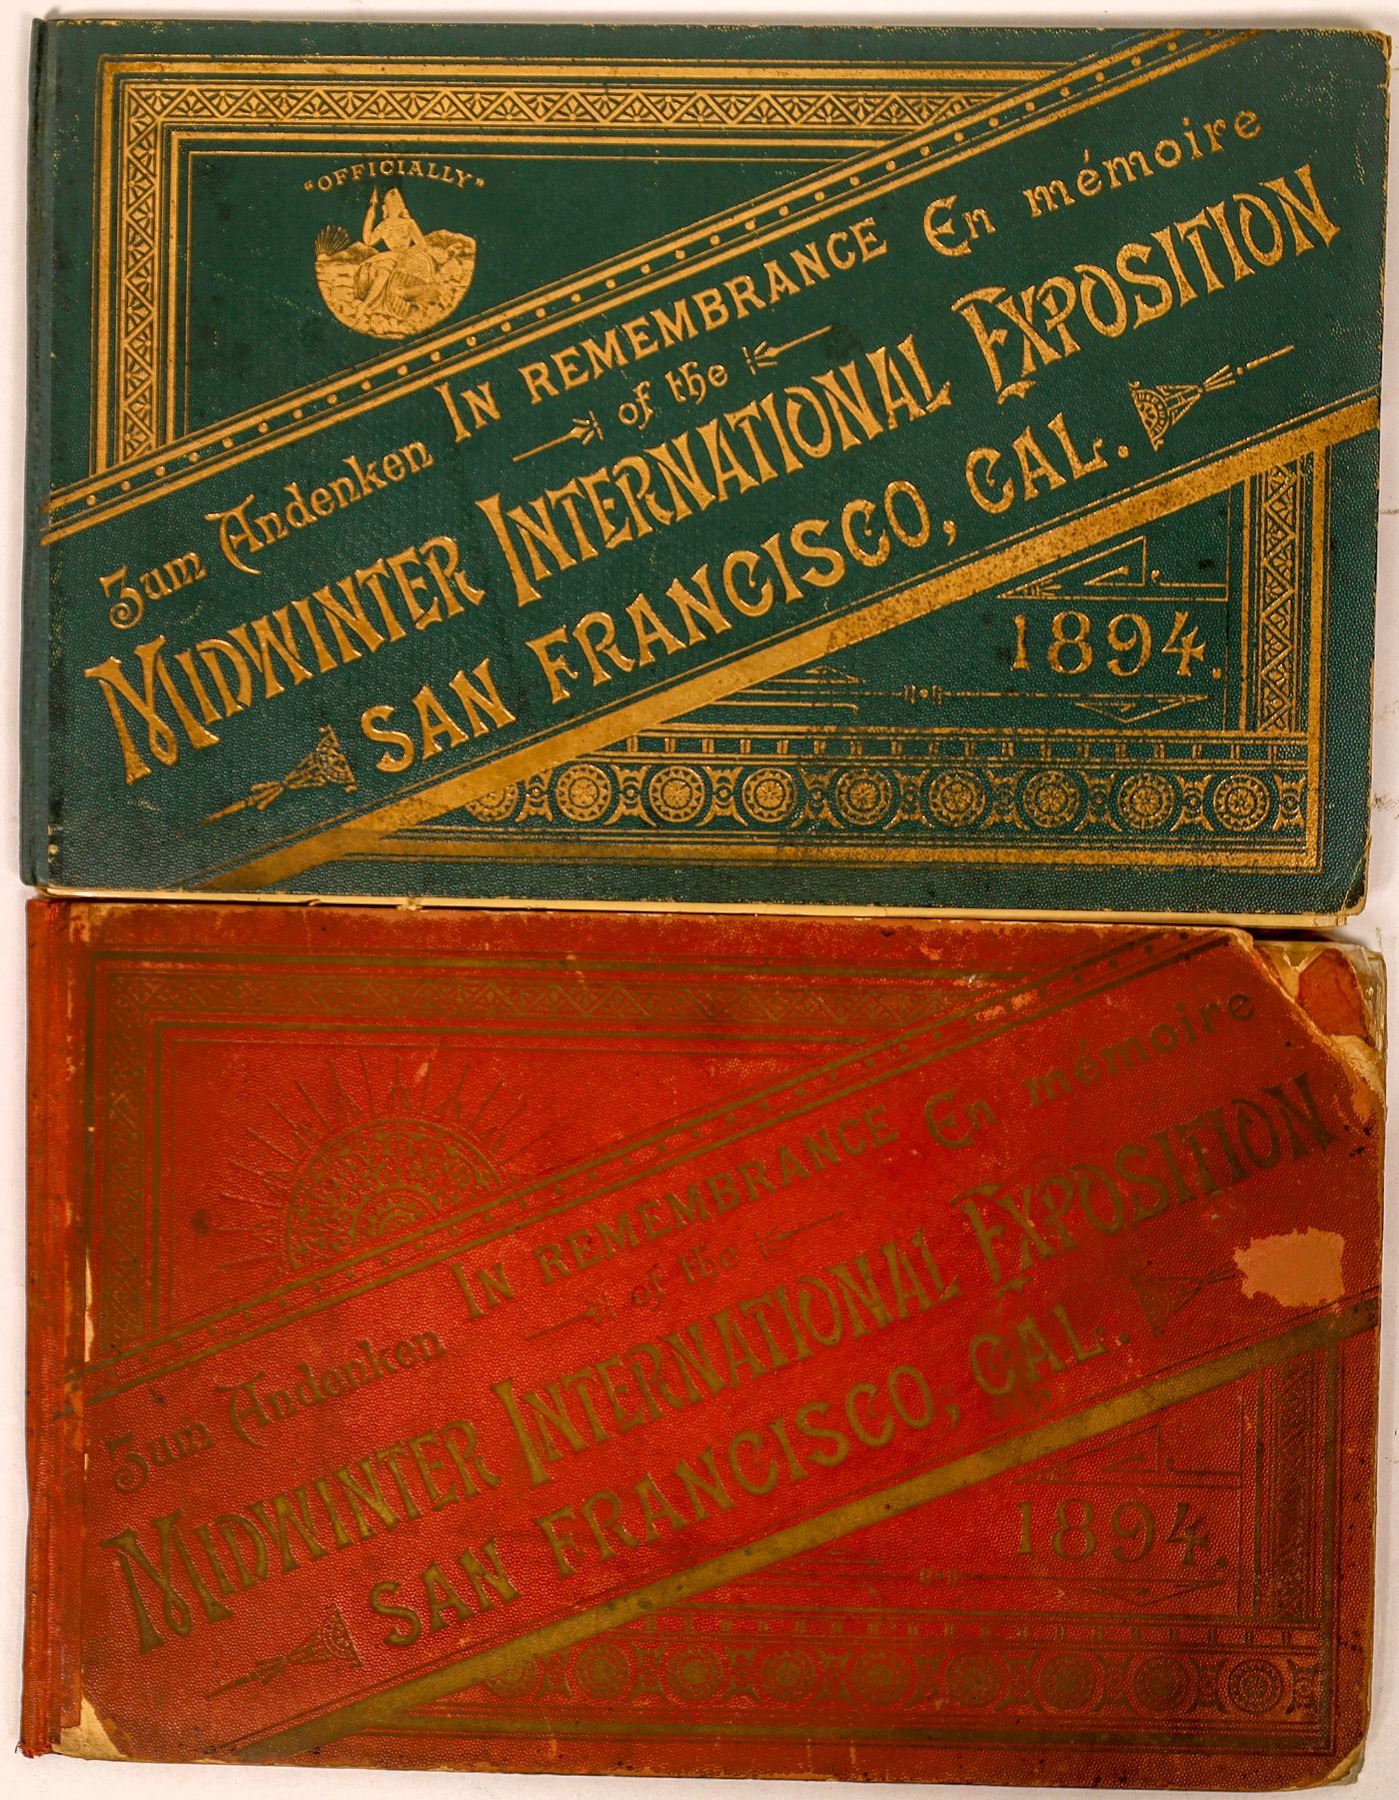 "OFFICIALLY"
Zum Andenken IN REMEMBRANCE En mémoire
of the
MIDWINTER INTERNATIONAL EXPOSITION
SAN FRANCISCO, CAL.
1894.
Zum Andenken IN REMEMBRANCE En mémoire
of the
MIDWINTER INTERNATIONAL EXPOSITION
SAN FRANCISCO, CAL.
1894.